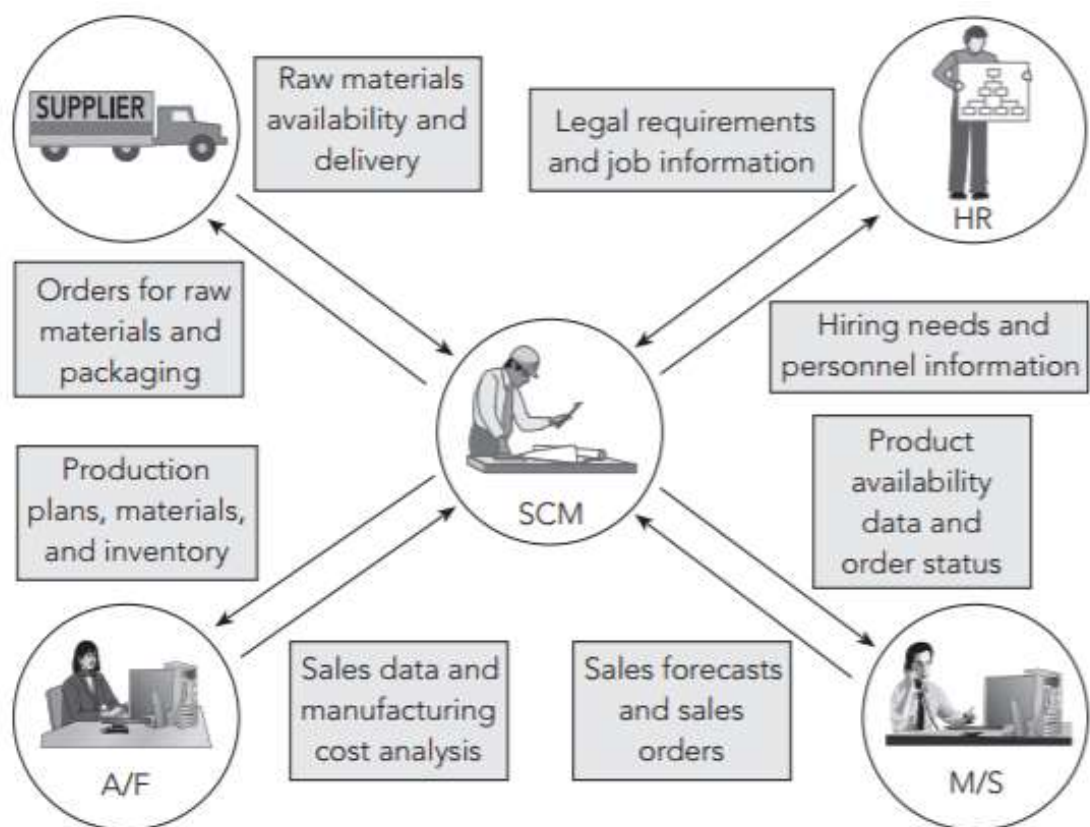 SUPPLIER
Raw materials
availability and
delivery
Legal requirements
and job information
HR
Orders for raw
materials and
packaging
Hiring needs and
personnel information
SCM
Production
plans, materials,
and inventory
Product
availability
data and
order status
A/F
Sales data and
manufacturing
cost analysis
Sales forecasts
and sales
orders
M/S